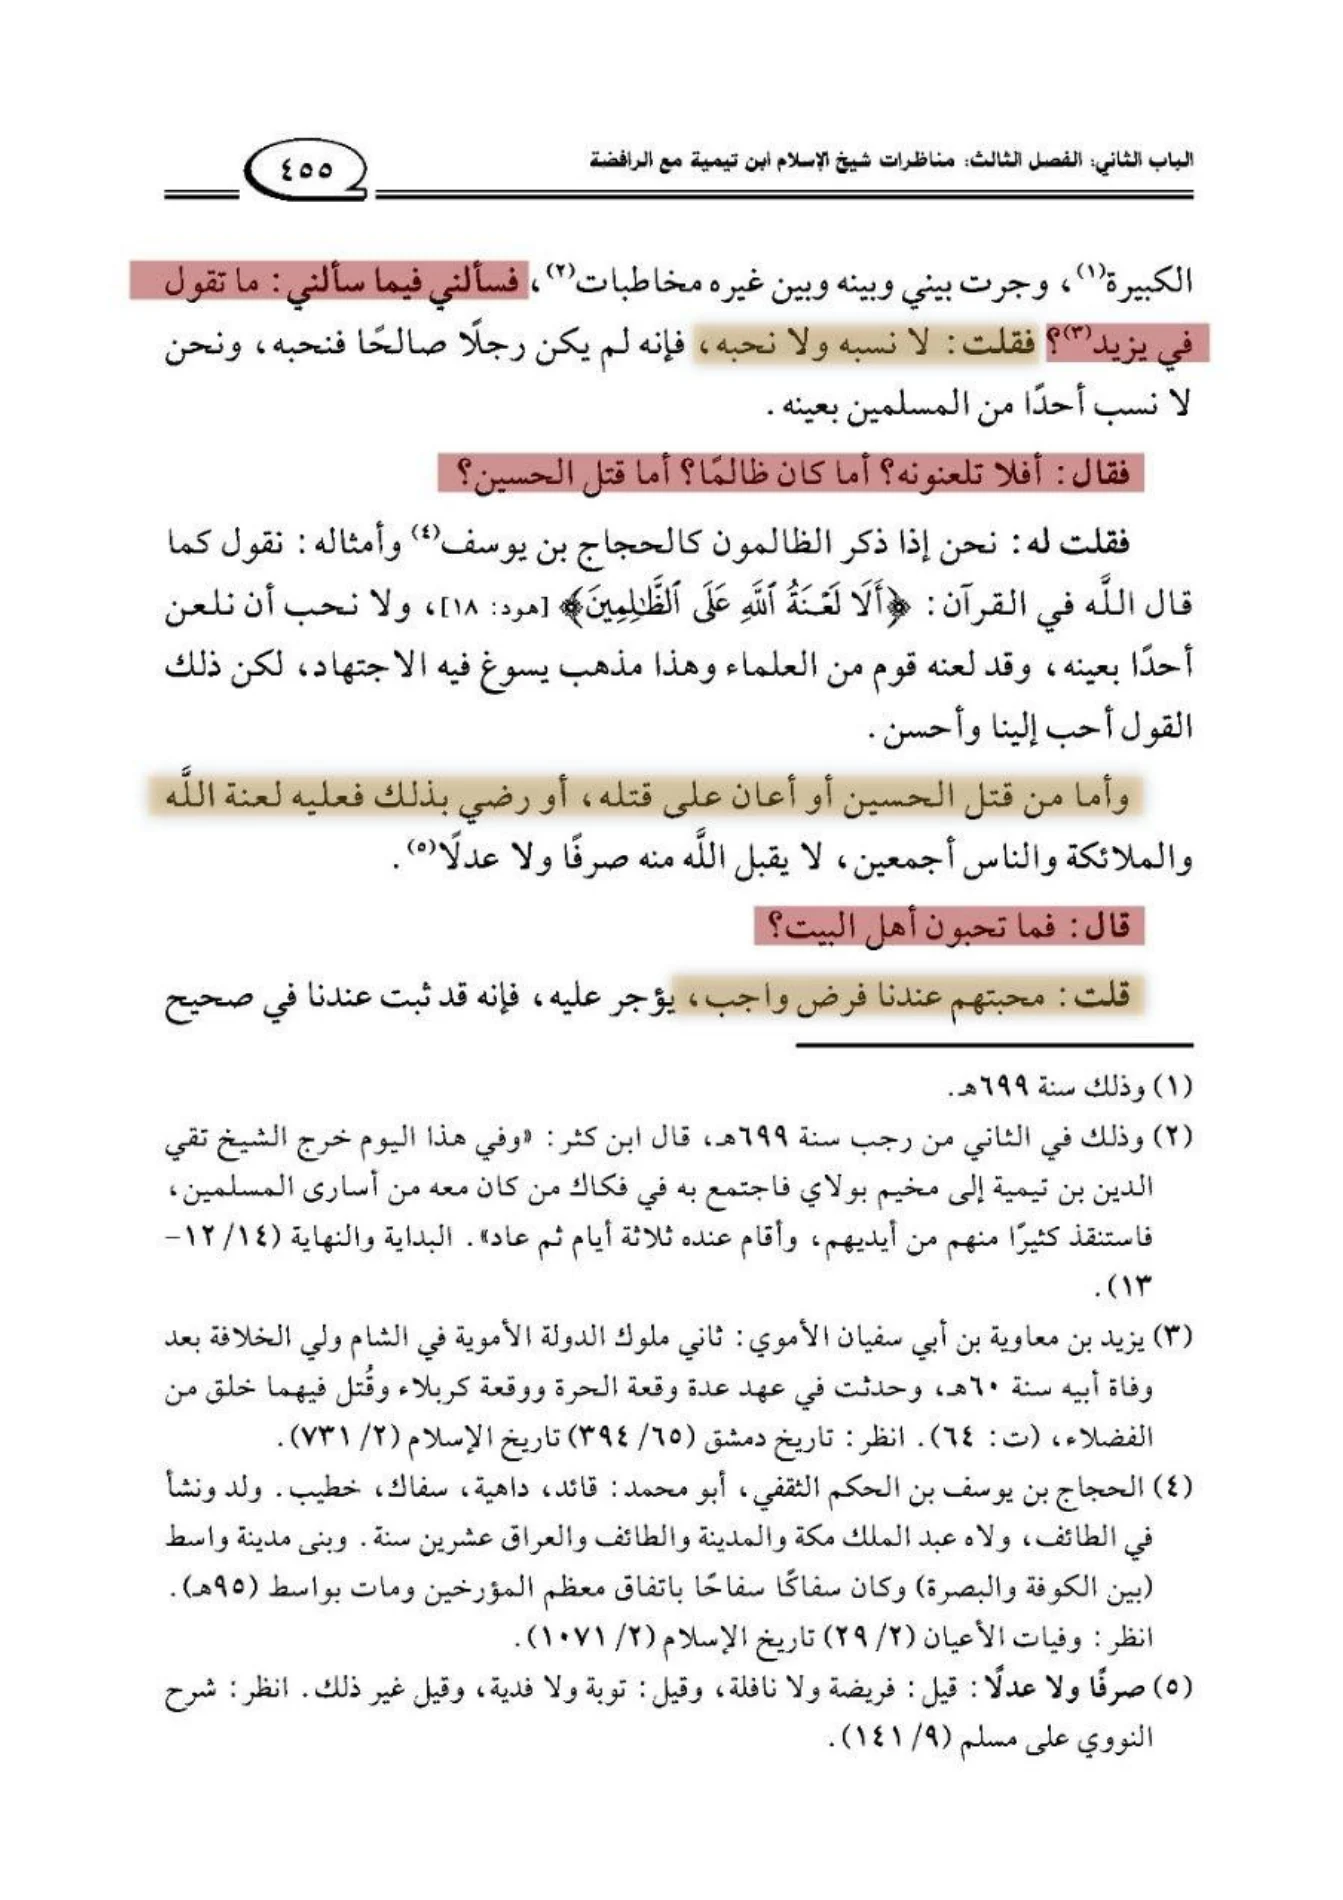 الباب الثاني: الفصل الثالث: مناظرات شيخ الإسلام ابن تيمية مع الرافضة
٤٥٥
الكبيرة(١)، وجرت بيني وبينه وبين غيره مخاطبات(٢)، فسألني فيما سألني: ما تقول
في يزيد(٣)؟ فقلت: لا نسبه ولا نحبه، فإنه لم يكن رجلًا صالحًا فنحبه، ونحن
لا نسب أحدًا من المسلمين بعينه.
فقال: أفلا تلعنونه؟ أما كان ظالمًا؟ أما قتل الحسين؟
فقلت له: نحن إذا ذكر الظالمون كالحجاج بن يوسف(٤) وأمثاله: نقول كما
قال اللَّه في القرآن: ﴿أَلَا لَعْنَةُ ٱللَّهِ عَلَى ٱلظَّٰلِمِينَ﴾ [هود: ١٨]، ولا نحب أن نلعن
أحدًا بعينه، وقد لعنه قوم من العلماء وهذا مذهب يسوغ فيه الاجتهاد، لكن ذلك
القول أحب إلينا وأحسن.
وأما من قتل الحسين أو أعان على قتله، أو رضي بذلك فعليه لعنة اللَّه
والملائكة والناس أجمعين، لا يقبل اللَّه منه صرفًا ولا عدلًا(٥).
قال: فما تحبون أهل البيت؟
قلت: محبتهم عندنا فرض واجب، يؤجر عليه، فإنه قد ثبت عندنا في صحيح
(١) وذلك سنة ٦٩٩هـ.
(٢) وذلك في الثاني من رجب سنة ٦٩٩هـ، قال ابن كثر: «وفي هذا اليوم خرج الشيخ تقي
الدين بن تيمية إلى مخيم بولاي فاجتمع به في فكاك من كان معه من أسارى المسلمين،
فاستنقذ كثيرًا منهم من أيديهم، وأقام عنده ثلاثة أيام ثم عاد». البداية والنهاية (١٤/ ١٢-
١٣).
(٣) يزيد بن معاوية بن أبي سفيان الأموي: ثاني ملوك الدولة الأموية في الشام ولي الخلافة بعد
وفاة أبيه سنة ٦٠هـ، وحدثت في عهد عدة وقعة الحرة ووقعة كربلاء وقُتل فيهما خلق من
الفضلاء، (ت: ٦٤). انظر: تاريخ دمشق (٦٥/ ٣٩٤) تاريخ الإسلام (٢/ ٧٣١).
(٤) الحجاج بن يوسف بن الحكم الثقفي، أبو محمد: قائد، داهية، سفاك، خطيب. ولد ونشأ
في الطائف، ولاه عبد الملك مكة والمدينة والطائف والعراق عشرين سنة. وبنى مدينة واسط
(بين الكوفة والبصرة) وكان سفاكًا سفاحًا باتفاق معظم المؤرخين ومات بواسط (٩٥هـ).
انظر: وفيات الأعيان (٢/ ٢٩) تاريخ الإسلام (٢/ ١٠٧١).
(٥) صرفًا ولا عدلًا: قيل: فريضة ولا نافلة، وقيل: توبة ولا فدية، وقيل غير ذلك. انظر: شرح
النووي على مسلم (٩/ ١٤١).